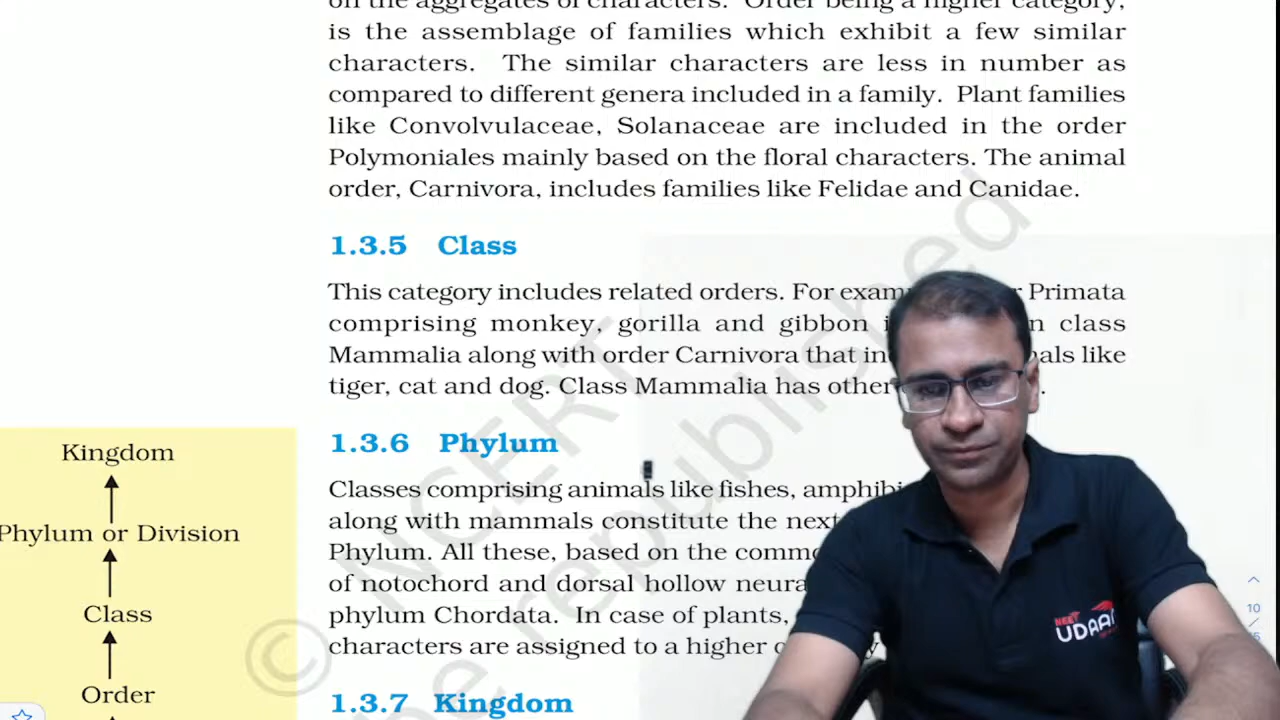 on the aggregates of characters. Order being a higher category,
is the assemblage of families which exhibit a few similar
characters. The similar characters are less in number as
compared to different genera included in a family. Plant families
like Convolvulaceae, Solanaceae are included in the order
Polymoniales mainly based on the floral characters. The animal
order, Carnivora, includes families like Felidae and Canidae.
1.3.5 Class
This category includes related orders. For Primata
comprising monkey, gorilla and gibbon class
Mammalia along with order Carnivora that like
tiger, cat and dog. Class Mammalia has other
1.3.6 Phylum
Classes comprising animals like fishes,
along with mammals constitute the next
Phylum. All these, based on the
of notochord and dorsal hollow
phylum Chordata. In case of plants,
characters are assigned to a higher
1.3.7 Kingdom
Kingdom
Phylum or Division
Class
Order
© NCERT
be republished
NEET
UDAAN
10
/